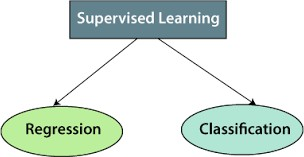 Supervised Learning
Regression
Classification